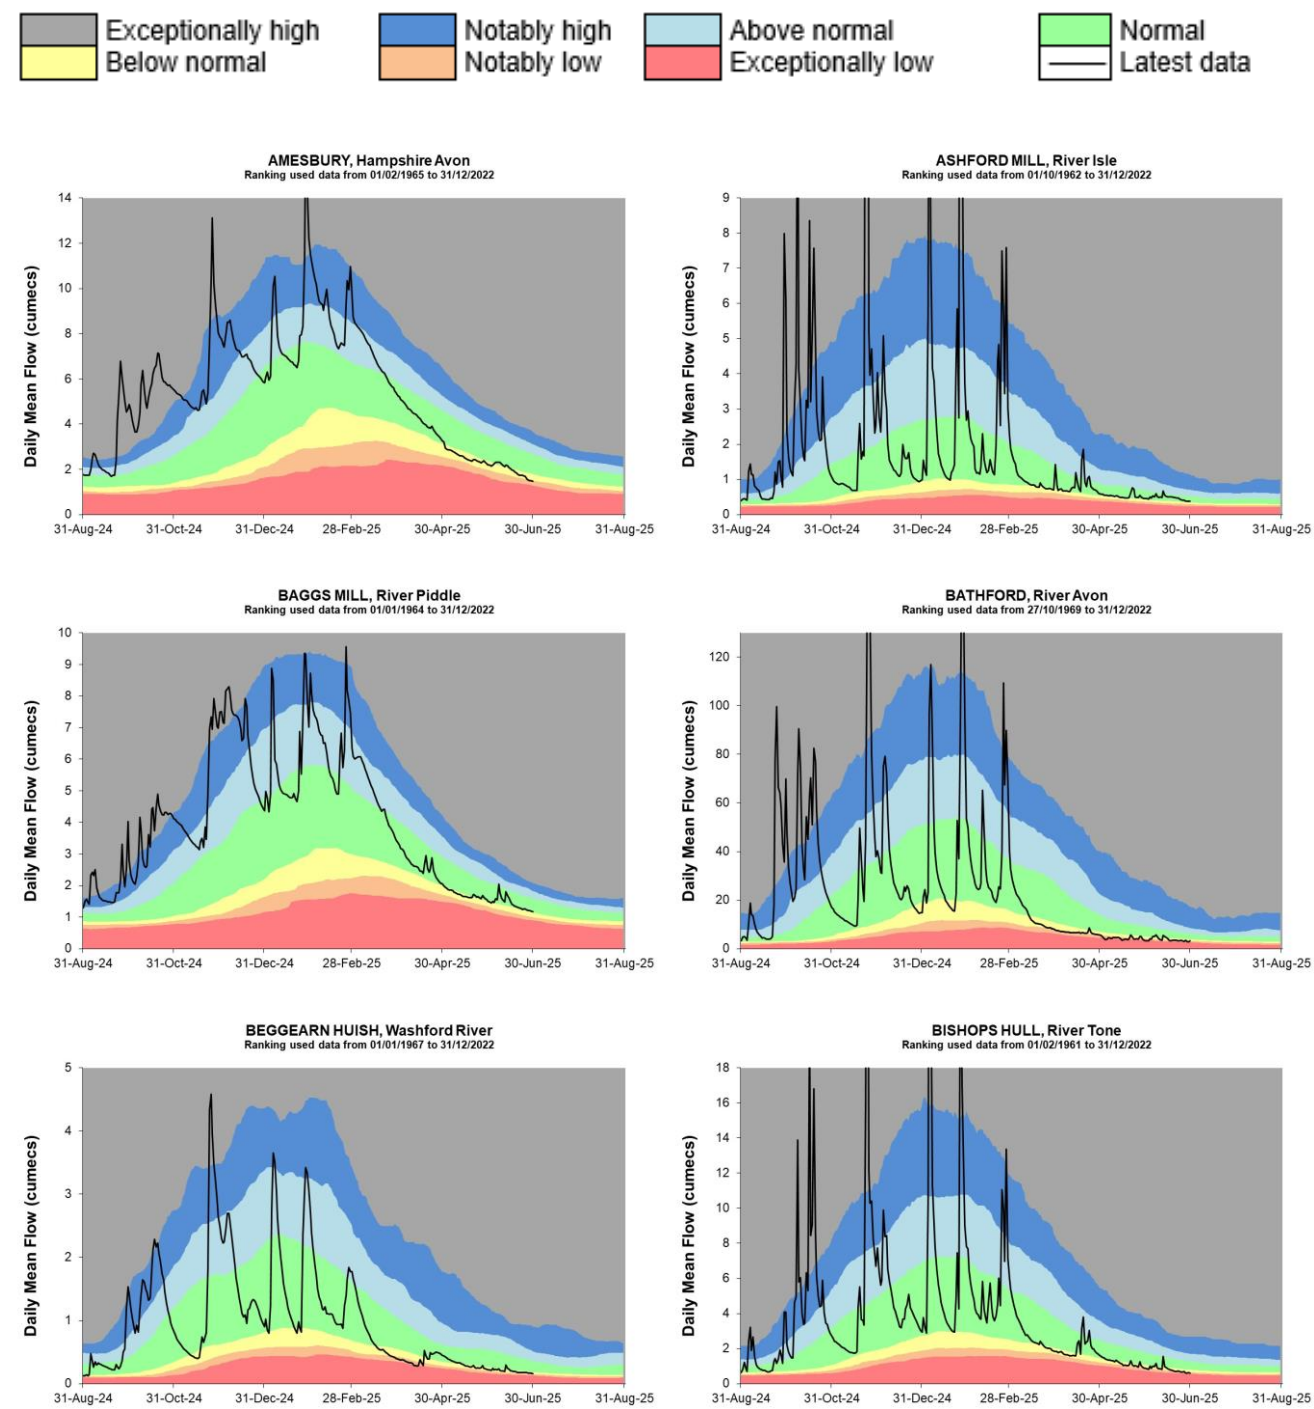 Exceptionally high Notably high Above normal Normal
Below normal Notably low Exceptionally low Latest data
AMESBURY, Hampshire Avon
Ranking used data from 01/02/1965 to 31/12/2022
Daily Mean Flow (cumecs)
14
12
10
8
6
4
2
0
31-Aug-24 31-Oct-24 31-Dec-24 28-Feb-25 30-Apr-25 30-Jun-25 31-Aug-25
ASHFORD MILL, River Isle
Ranking used data from 01/10/1962 to 31/12/2022
Daily Mean Flow (cumecs)
9
8
7
6
5
4
3
2
1
0
31-Aug-24 31-Oct-24 31-Dec-24 28-Feb-25 30-Apr-25 30-Jun-25 31-Aug-25
BAGGS MILL, River Piddle
Ranking used data from 01/01/1964 to 31/12/2022
Daily Mean Flow (cumecs)
10
9
8
7
6
5
4
3
2
1
0
31-Aug-24 31-Oct-24 31-Dec-24 28-Feb-25 30-Apr-25 30-Jun-25 31-Aug-25
BATHFORD, River Avon
Ranking used data from 27/10/1969 to 31/12/2022
Daily Mean Flow (cumecs)
120
100
80
60
40
20
0
31-Aug-24 31-Oct-24 31-Dec-24 28-Feb-25 30-Apr-25 30-Jun-25 31-Aug-25
BEGGEARN HUISH, Washford River
Ranking used data from 01/01/1967 to 31/12/2022
Daily Mean Flow (cumecs)
5
4
3
2
1
0
31-Aug-24 31-Oct-24 31-Dec-24 28-Feb-25 30-Apr-25 30-Jun-25 31-Aug-25
BISHOPS HULL, River Tone
Ranking used data from 01/02/1961 to 31/12/2022
Daily Mean Flow (cumecs)
18
16
14
12
10
8
6
4
2
0
31-Aug-24 31-Oct-24 31-Dec-24 28-Feb-25 30-Apr-25 30-Jun-25 31-Aug-25